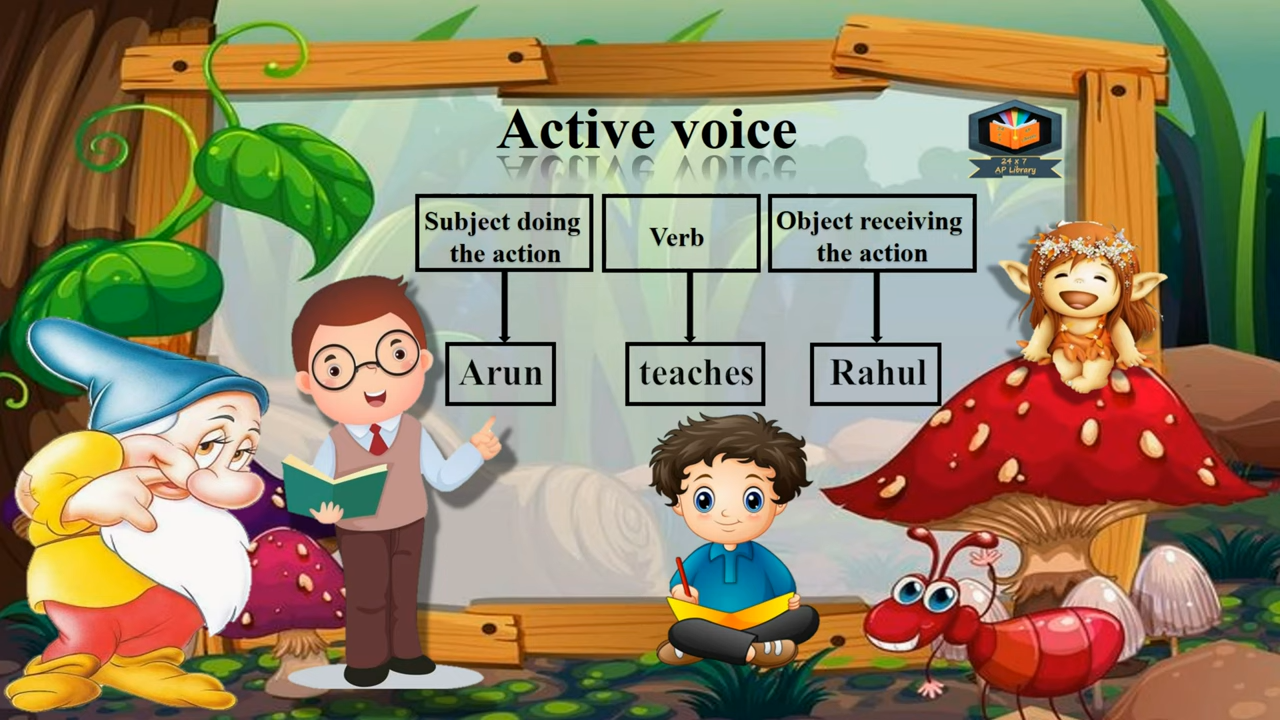 Active voice
24 x 7
AP Library
Subject doing
the action
Verb
Object receiving
the action
Arun
teaches
Rahul